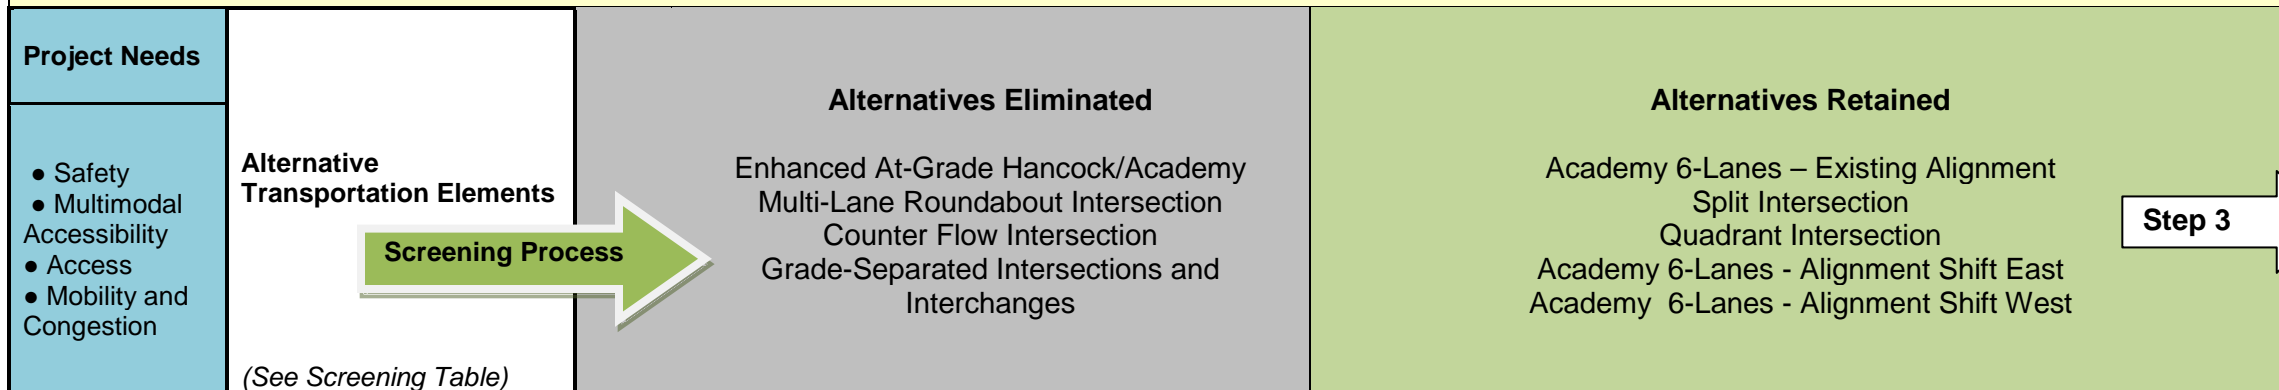 Project Needs
● Safety
● Multimodal
Accessibility
● Access
● Mobility and
Congestion
Alternative
Transportation Elements
Screening Process
(See Screening Table)
Alternatives Eliminated
Enhanced At-Grade Hancock/Academy
Multi-Lane Roundabout Intersection
Counter Flow Intersection
Grade-Separated Intersections and
Interchanges
Alternatives Retained
Academy 6-Lanes – Existing Alignment
Split Intersection
Quadrant Intersection
Academy 6-Lanes - Alignment Shift East
Academy 6-Lanes - Alignment Shift West
Step 3